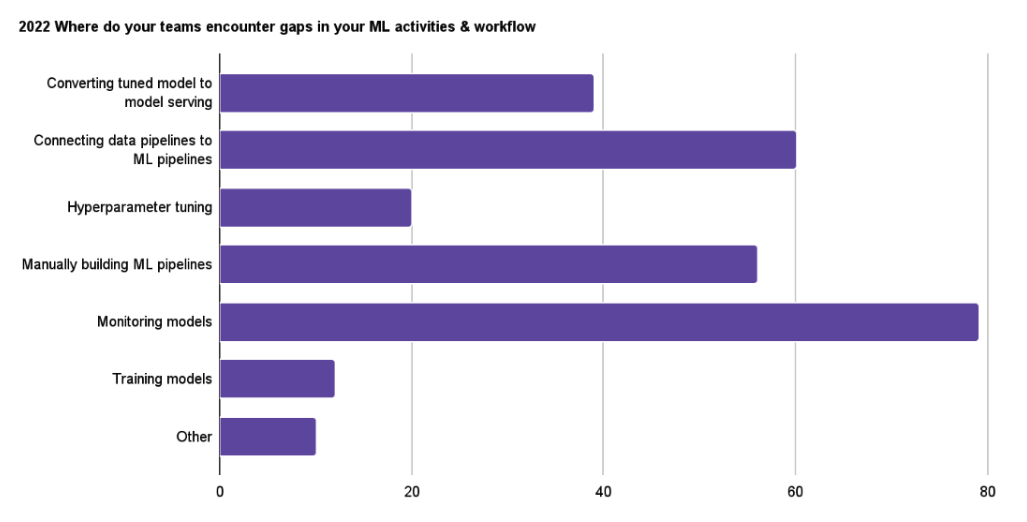 2022 Where do your teams encounter gaps in your ML activities & workflow
Converting tuned model to
model serving
Connecting data pipelines to
ML pipelines
Hyperparameter tuning
Manually building ML pipelines
Monitoring models
Training models
Other
0 20 40 60 80